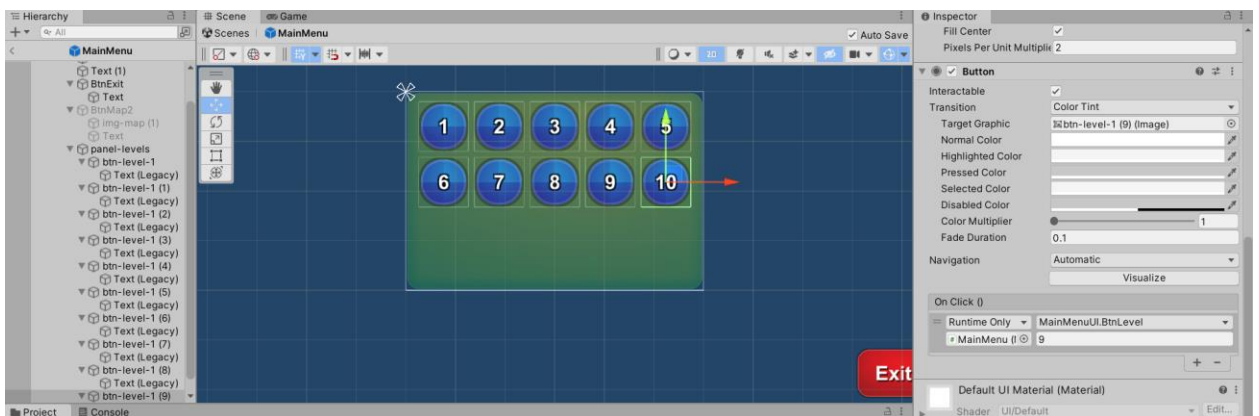 Hierarchy
All
MainMenu
Text (1)
BtnExit
Text
BtnMap2
img-map (1)
Text
panel-levels
btn-level-1
Text (Legacy)
btn-level-1 (1)
Text (Legacy)
btn-level-1 (2)
Text (Legacy)
btn-level-1 (3)
Text (Legacy)
btn-level-1 (4)
Text (Legacy)
btn-level-1 (5)
Text (Legacy)
btn-level-1 (6)
Text (Legacy)
btn-level-1 (7)
Text (Legacy)
btn-level-1 (8)
Text (Legacy)
btn-level-1 (9)
Project Console
Scene Game
Scenes MainMenu Auto Save
2D
1 2 3 4 5
6 7 8 9 10
Exit
Inspector
Fill Center
Pixels Per Unit Multiplie 2
Button
Interactable
Transition Color Tint
Target Graphic btn-level-1 (9) (Image)
Normal Color
Highlighted Color
Pressed Color
Selected Color
Disabled Color
Color Multiplier 1
Fade Duration 0.1
Navigation Automatic
Visualize
On Click ()
Runtime Only MainMenuUI.BtnLevel
MainMenu 9
+ −
Default UI Material (Material)
Shader UI/Default Edit...